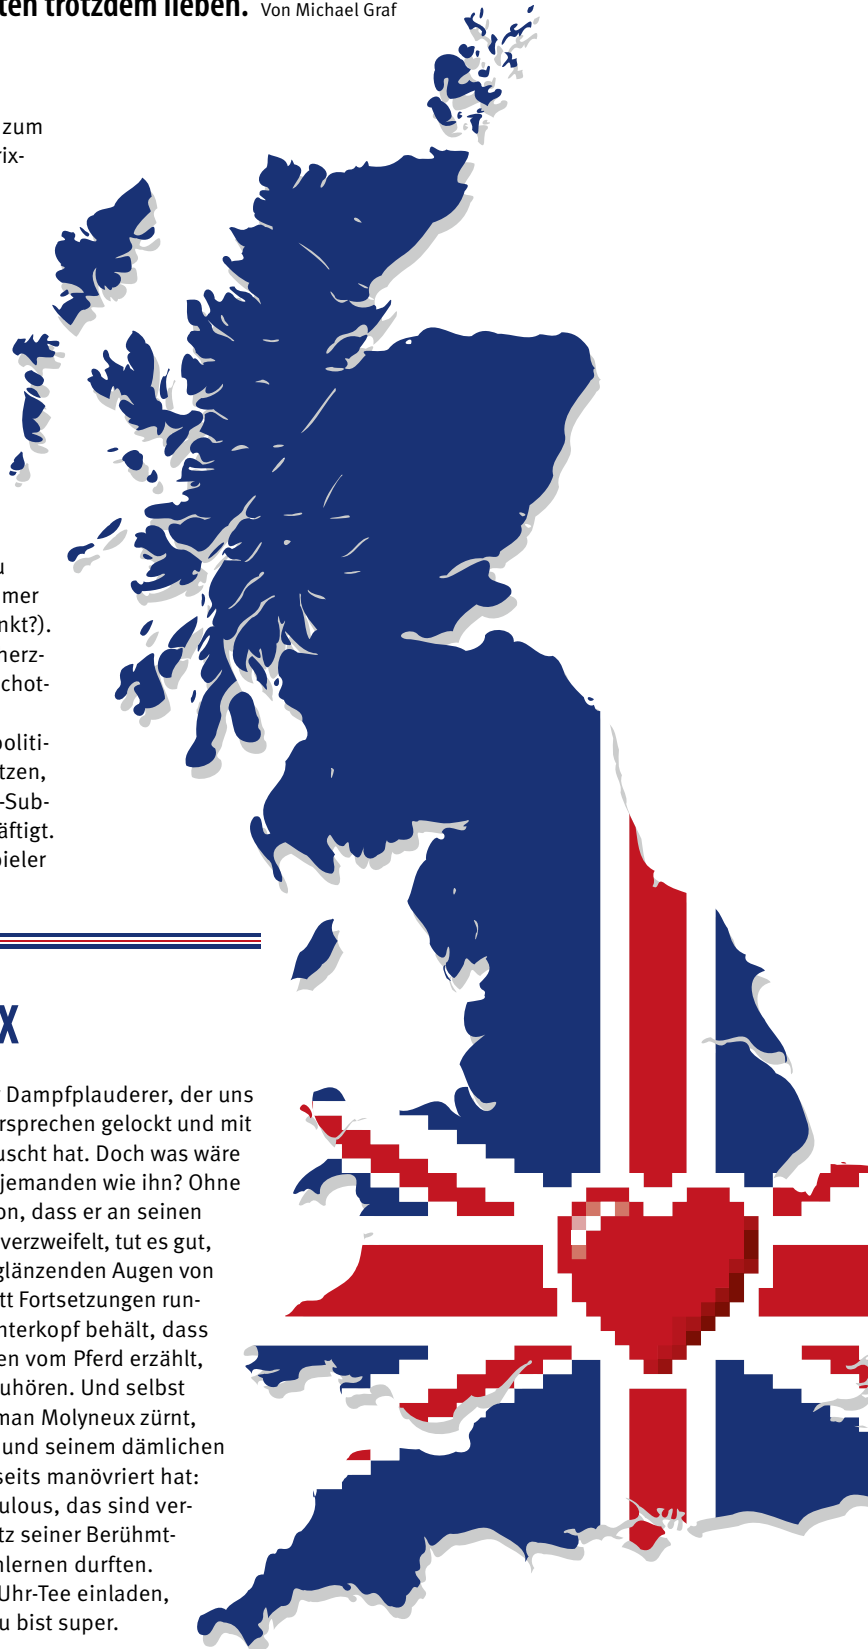 ten trotzdem lieben. Von Michael Graf
zum
rix-
u
mer
nkt?).
herz-
chot-
politi-
tzen,
-Sub-
äftigt.
ieler
X
r Dampfplauderer, der uns
ersprechen gelockt und mit
uscht hat. Doch was wäre
jemanden wie ihn? Ohne
on, dass er an seinen
verzweifelt, tut es gut,
glänzenden Augen von
tt Fortsetzungen run-
nterkopf behält, dass
en vom Pferd erzählt,
uhören. Und selbst
man Molyneux zürnt,
und seinem dämlichen
seits manövriert hat:
ulous, das sind ver-
tz seiner Berühmt-
nlernen durften.
Uhr-Tee einladen,
u bist super.